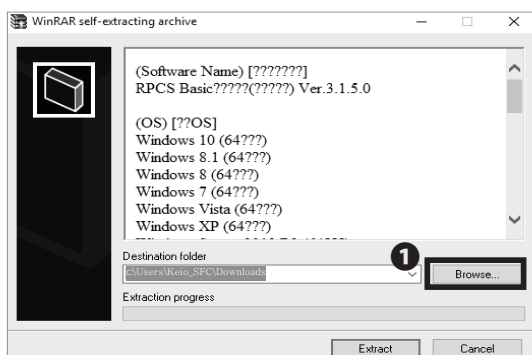 WinRAR self-extracting archive
(Software Name) [???????]
RPCS Basic?????(?????) Ver.3.1.5.0
(OS) [??OS]
Windows 10 (64???)
Windows 8.1 (64???)
Windows 8 (64???)
Windows 7 (64???)
Windows Vista (64???)
Windows XP (64???)
Destination folder
1
c:\Users\Keio_SFC\Downloads
Browse...
Extraction progress
Extract
Cancel